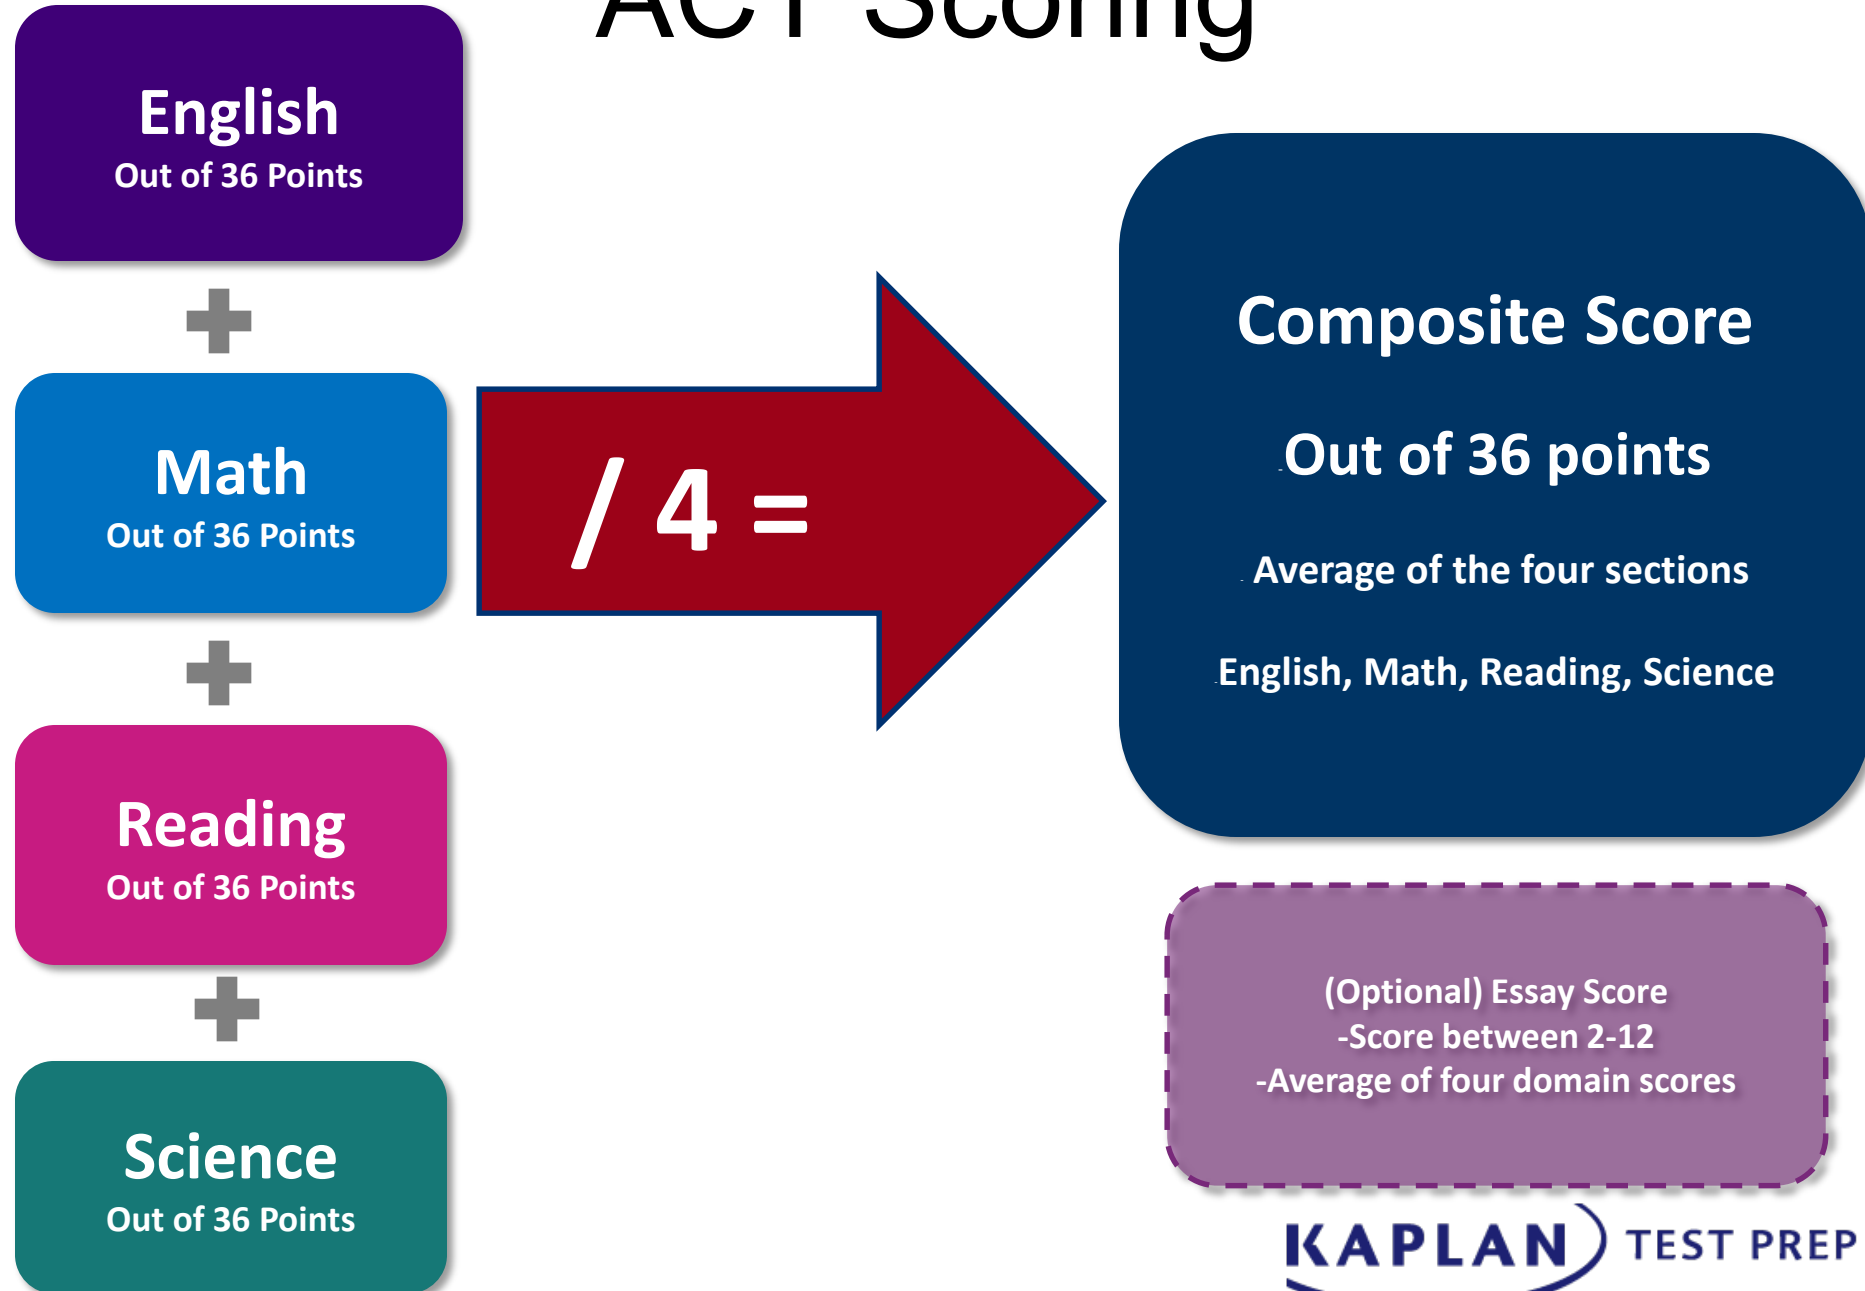 ACT Scoring
English
Out of 36 Points
Math
Out of 36 Points
Reading
Out of 36 Points
Science
Out of 36 Points
/ 4 =
Composite Score
-Out of 36 points
- Average of the four sections
-English, Math, Reading, Science
(Optional) Essay Score
-Score between 2-12
-Average of four domain scores
KAPLAN TEST PREP